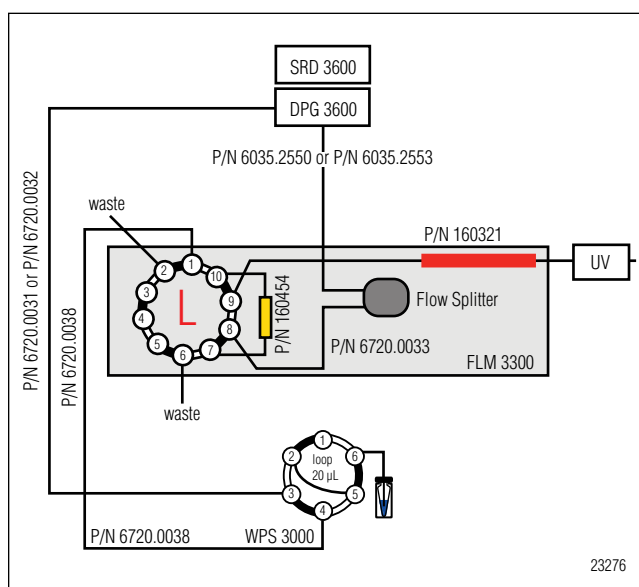 SRD 3600
DPG 3600
P/N 6035.2550 or P/N 6035.2553
P/N 6720.0031 or P/N 6720.0032
P/N 6720.0038
waste
P/N 160321
UV
1
2
3
4
5
6
7
8
9
10
L
P/N 160454
Flow Splitter
P/N 6720.0033
FLM 3300
waste
1
2
3
4
5
6
loop
20 µL
P/N 6720.0038
WPS 3000
23276